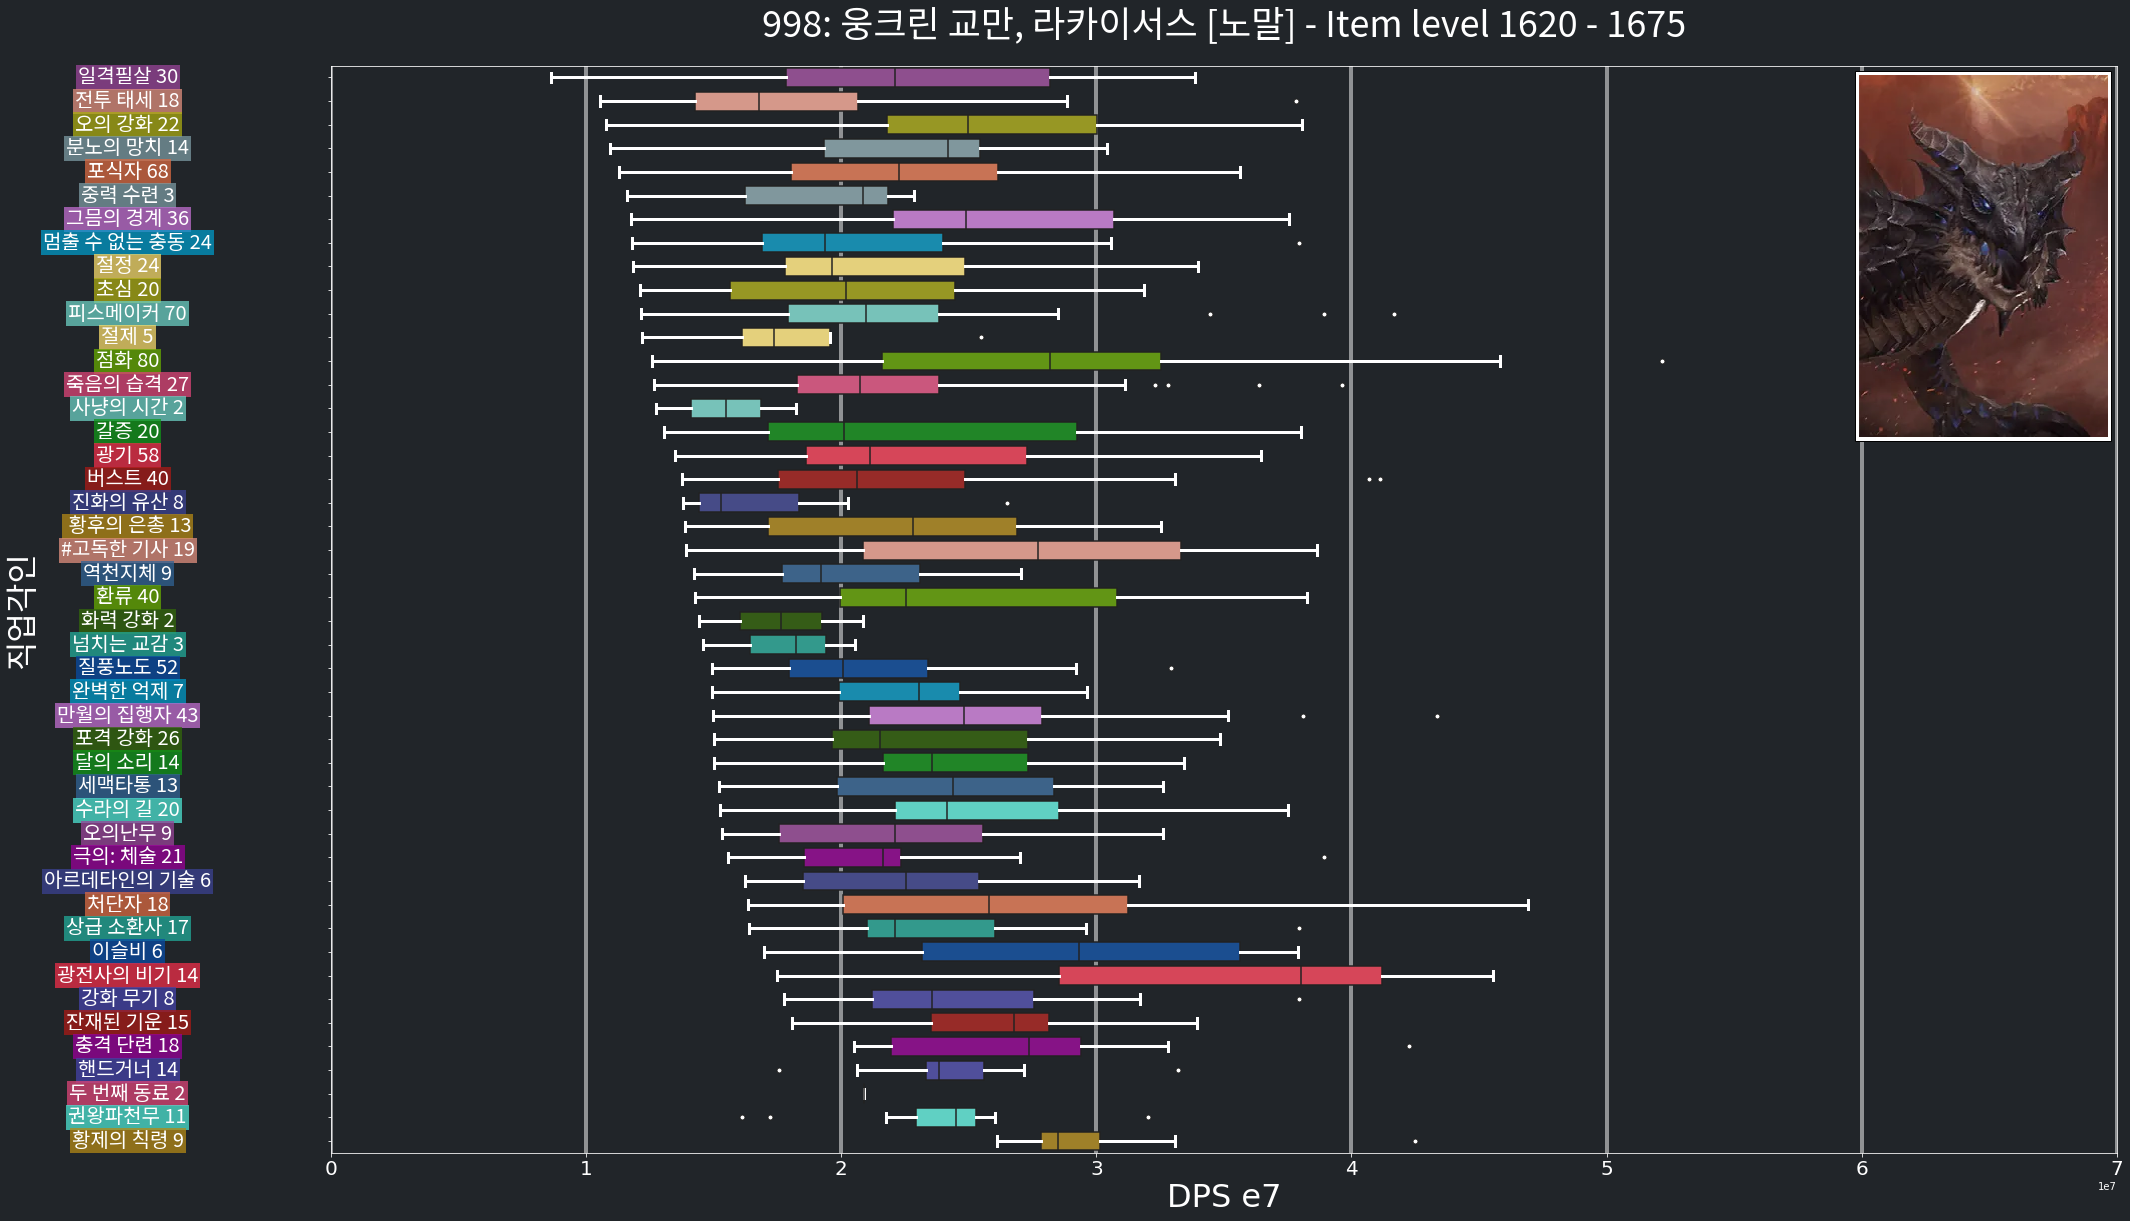 998: 웅크린 교만, 라카이서스 [노말] - Item level 1620 - 1675
일격필살 30
전투 태세 18
오의 강화 22
분노의 망치 14
포식자 68
중력 수련 3
그믐의 경계 36
멈출 수 없는 충동 24
절정 24
초심 20
피스메이커 70
절제 5
점화 80
죽음의 습격 27
사냥의 시간 2
갈증 20
광기 58
버스트 40
진화의 유산 8
황후의 은총 13
#고독한 기사 19
역천지체 9
환류 40
화력 강화 2
넘치는 교감 3
질풍노도 52
완벽한 억제 7
만월의 집행자 43
포격 강화 26
달의 소리 14
세맥타통 13
수라의 길 20
오의난무 9
극의: 체술 21
아르데타인의 기술 6
처단자 18
상급 소환사 17
이슬비 6
광전사의 비기 14
강화 무기 8
잔재된 기운 15
충격 단련 18
핸드거너 14
두 번째 동료 2
권왕파천무 11
황제의 칙령 9
직업각인
0 1 2 3 4 5 6 7
1e7
DPS e7